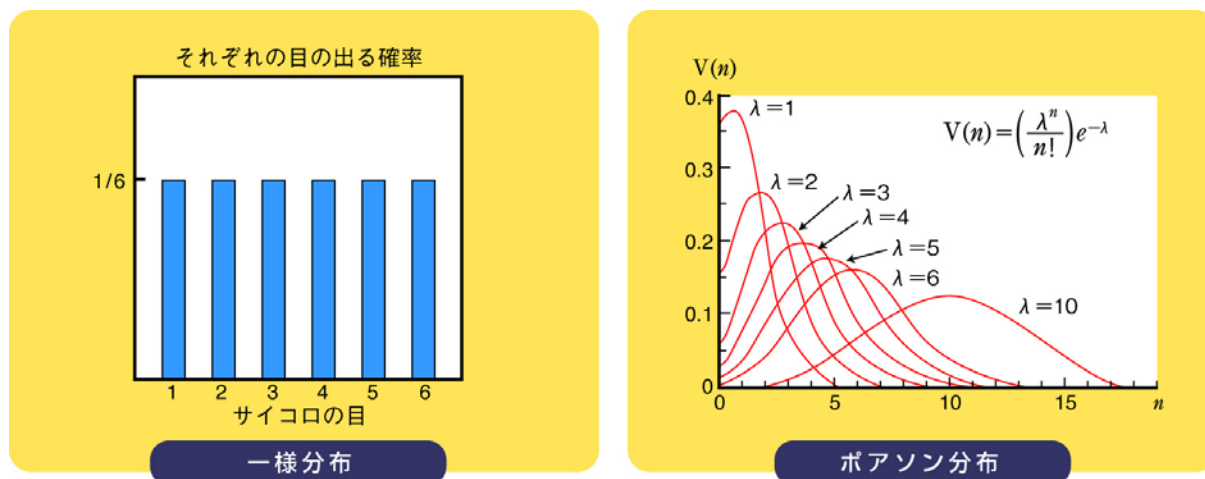 それぞれの目の出る確率
1/6
1 2 3 4 5 6
サイコロの目
一様分布
V(n)
0.4
λ=1
V(n)=(λⁿ/n!)e^−λ
0.3
λ=2
λ=3
0.2
λ=4
λ=5
λ=6
0.1
λ=10
0
0 5 10 15 n
ポアソン分布